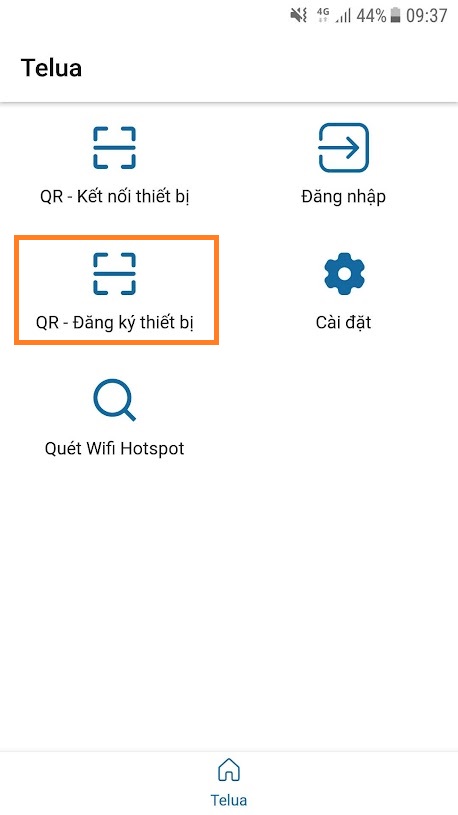 4G 44% 09:37
Telua
QR - Kết nối thiết bị
Đăng nhập
QR - Đăng ký thiết bị
Cài đặt
Quét Wifi Hotspot
Telua